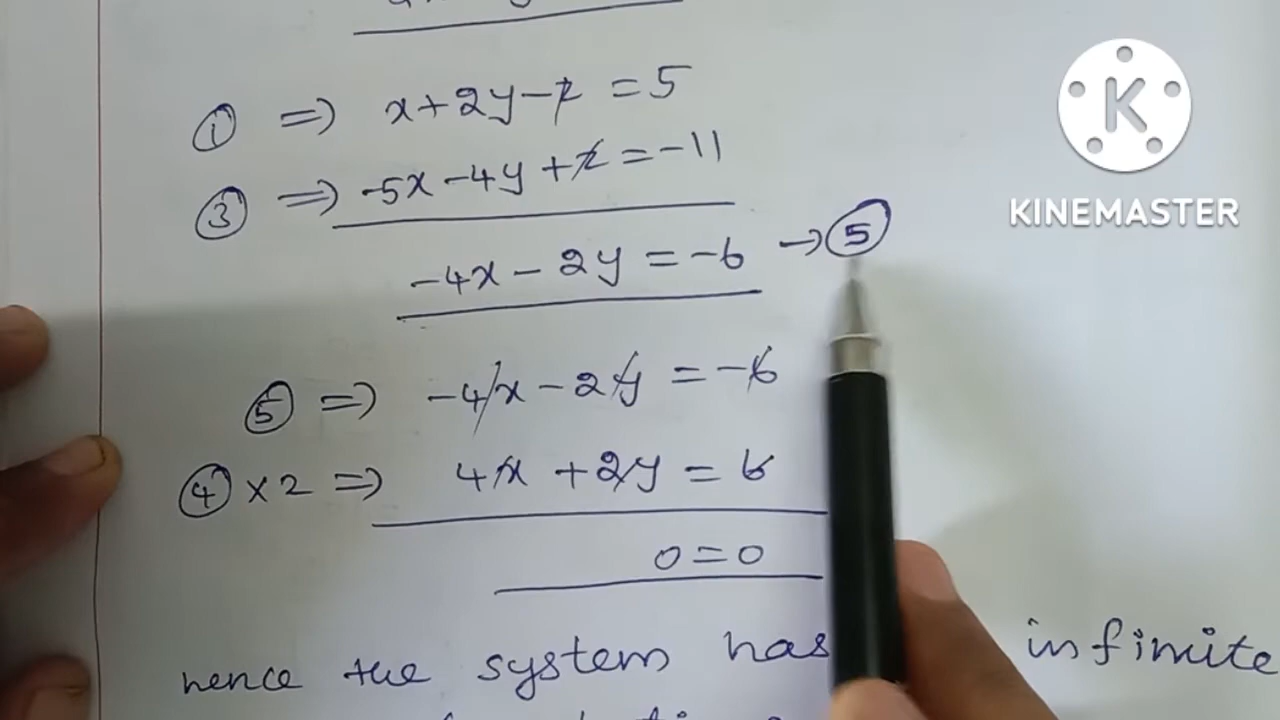 ① => x+2y-z = 5
③ => -5x-4y+z = -11
-4x-2y = -6 → ⑤
⑤ => -4x-2y = -6
④ x 2 => 4x+2y = 6
0=0
hence the system has infinite
K
KINEMASTER